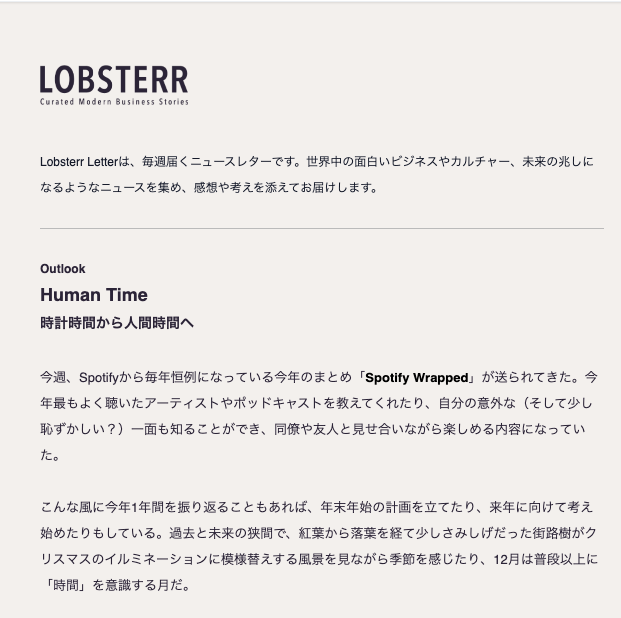 LOBSTERR
Curated Modern Business Stories
Lobsterr Letterは、毎週届くニュースレターです。世界中の面白いビジネスやカルチャー、未来の兆しに
なるようなニュースを集め、感想や考えを添えてお届けします。
Outlook
Human Time
時計時間から人間時間へ
今週、Spotifyから毎年恒例になっている今年のまとめ「Spotify Wrapped」が送られてきた。今
年最もよく聴いたアーティストやポッドキャストを教えてくれたり、自分の意外な（そして少し
恥ずかしい？）一面も知ることができ、同僚や友人と見せ合いながら楽しめる内容になってい
た。
こんな風に今年1年間を振り返ることもあれば、年末年始の計画を立てたり、来年に向けて考え
始めたりもしている。過去と未来の狭間で、紅葉から落葉を経て少しさみしげだった街路樹がク
リスマスのイルミネーションに模様替えする風景を見ながら季節を感じたり、12月は普段以上に
「時間」を意識する月だ。